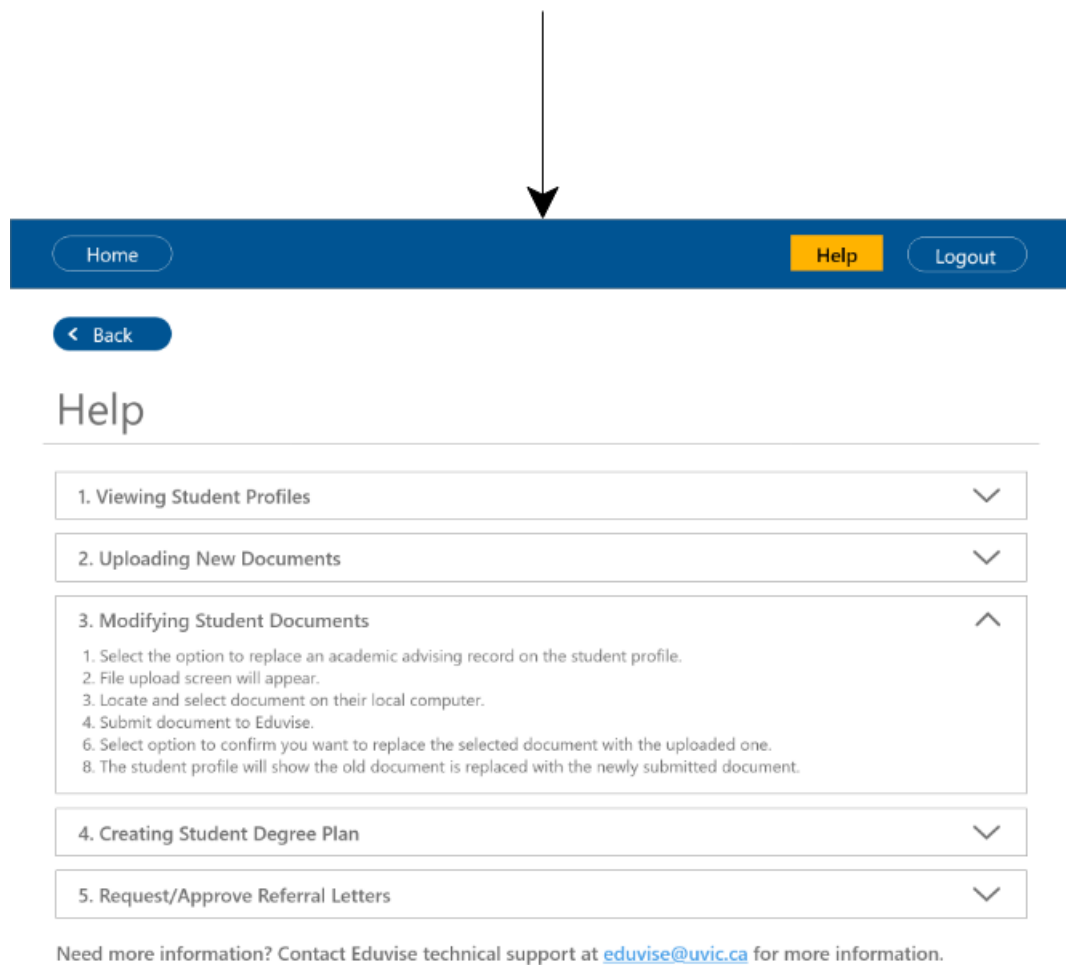 Home
Help
Logout
Back
Help
1. Viewing Student Profiles
2. Uploading New Documents
3. Modifying Student Documents
1. Select the option to replace an academic advising record on the student profile.
2. File upload screen will appear.
3. Locate and select document on their local computer.
4. Submit document to Eduvise.
6. Select option to confirm you want to replace the selected document with the uploaded one.
8. The student profile will show the old document is replaced with the newly submitted document.
4. Creating Student Degree Plan
5. Request/Approve Referral Letters
Need more information? Contact Eduvise technical support at eduvise@uvic.ca for more information.